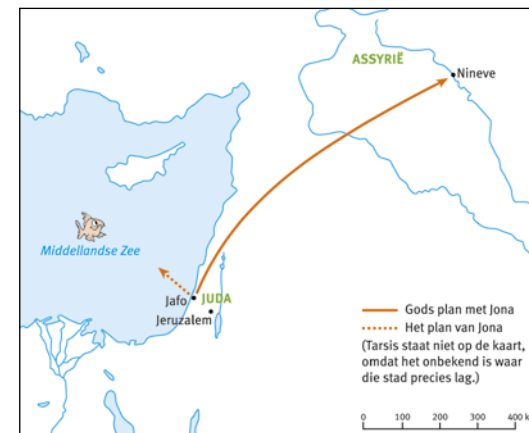 ASSYRIË
Nineve
Middellandse Zee
Jafo
JUDA
Jeruzalem
Gods plan met Jona
Het plan van Jona
(Tarsis staat niet op de kaart,
omdat het onbekend is waar
die stad precies lag.)
0 100 200 300 400 k